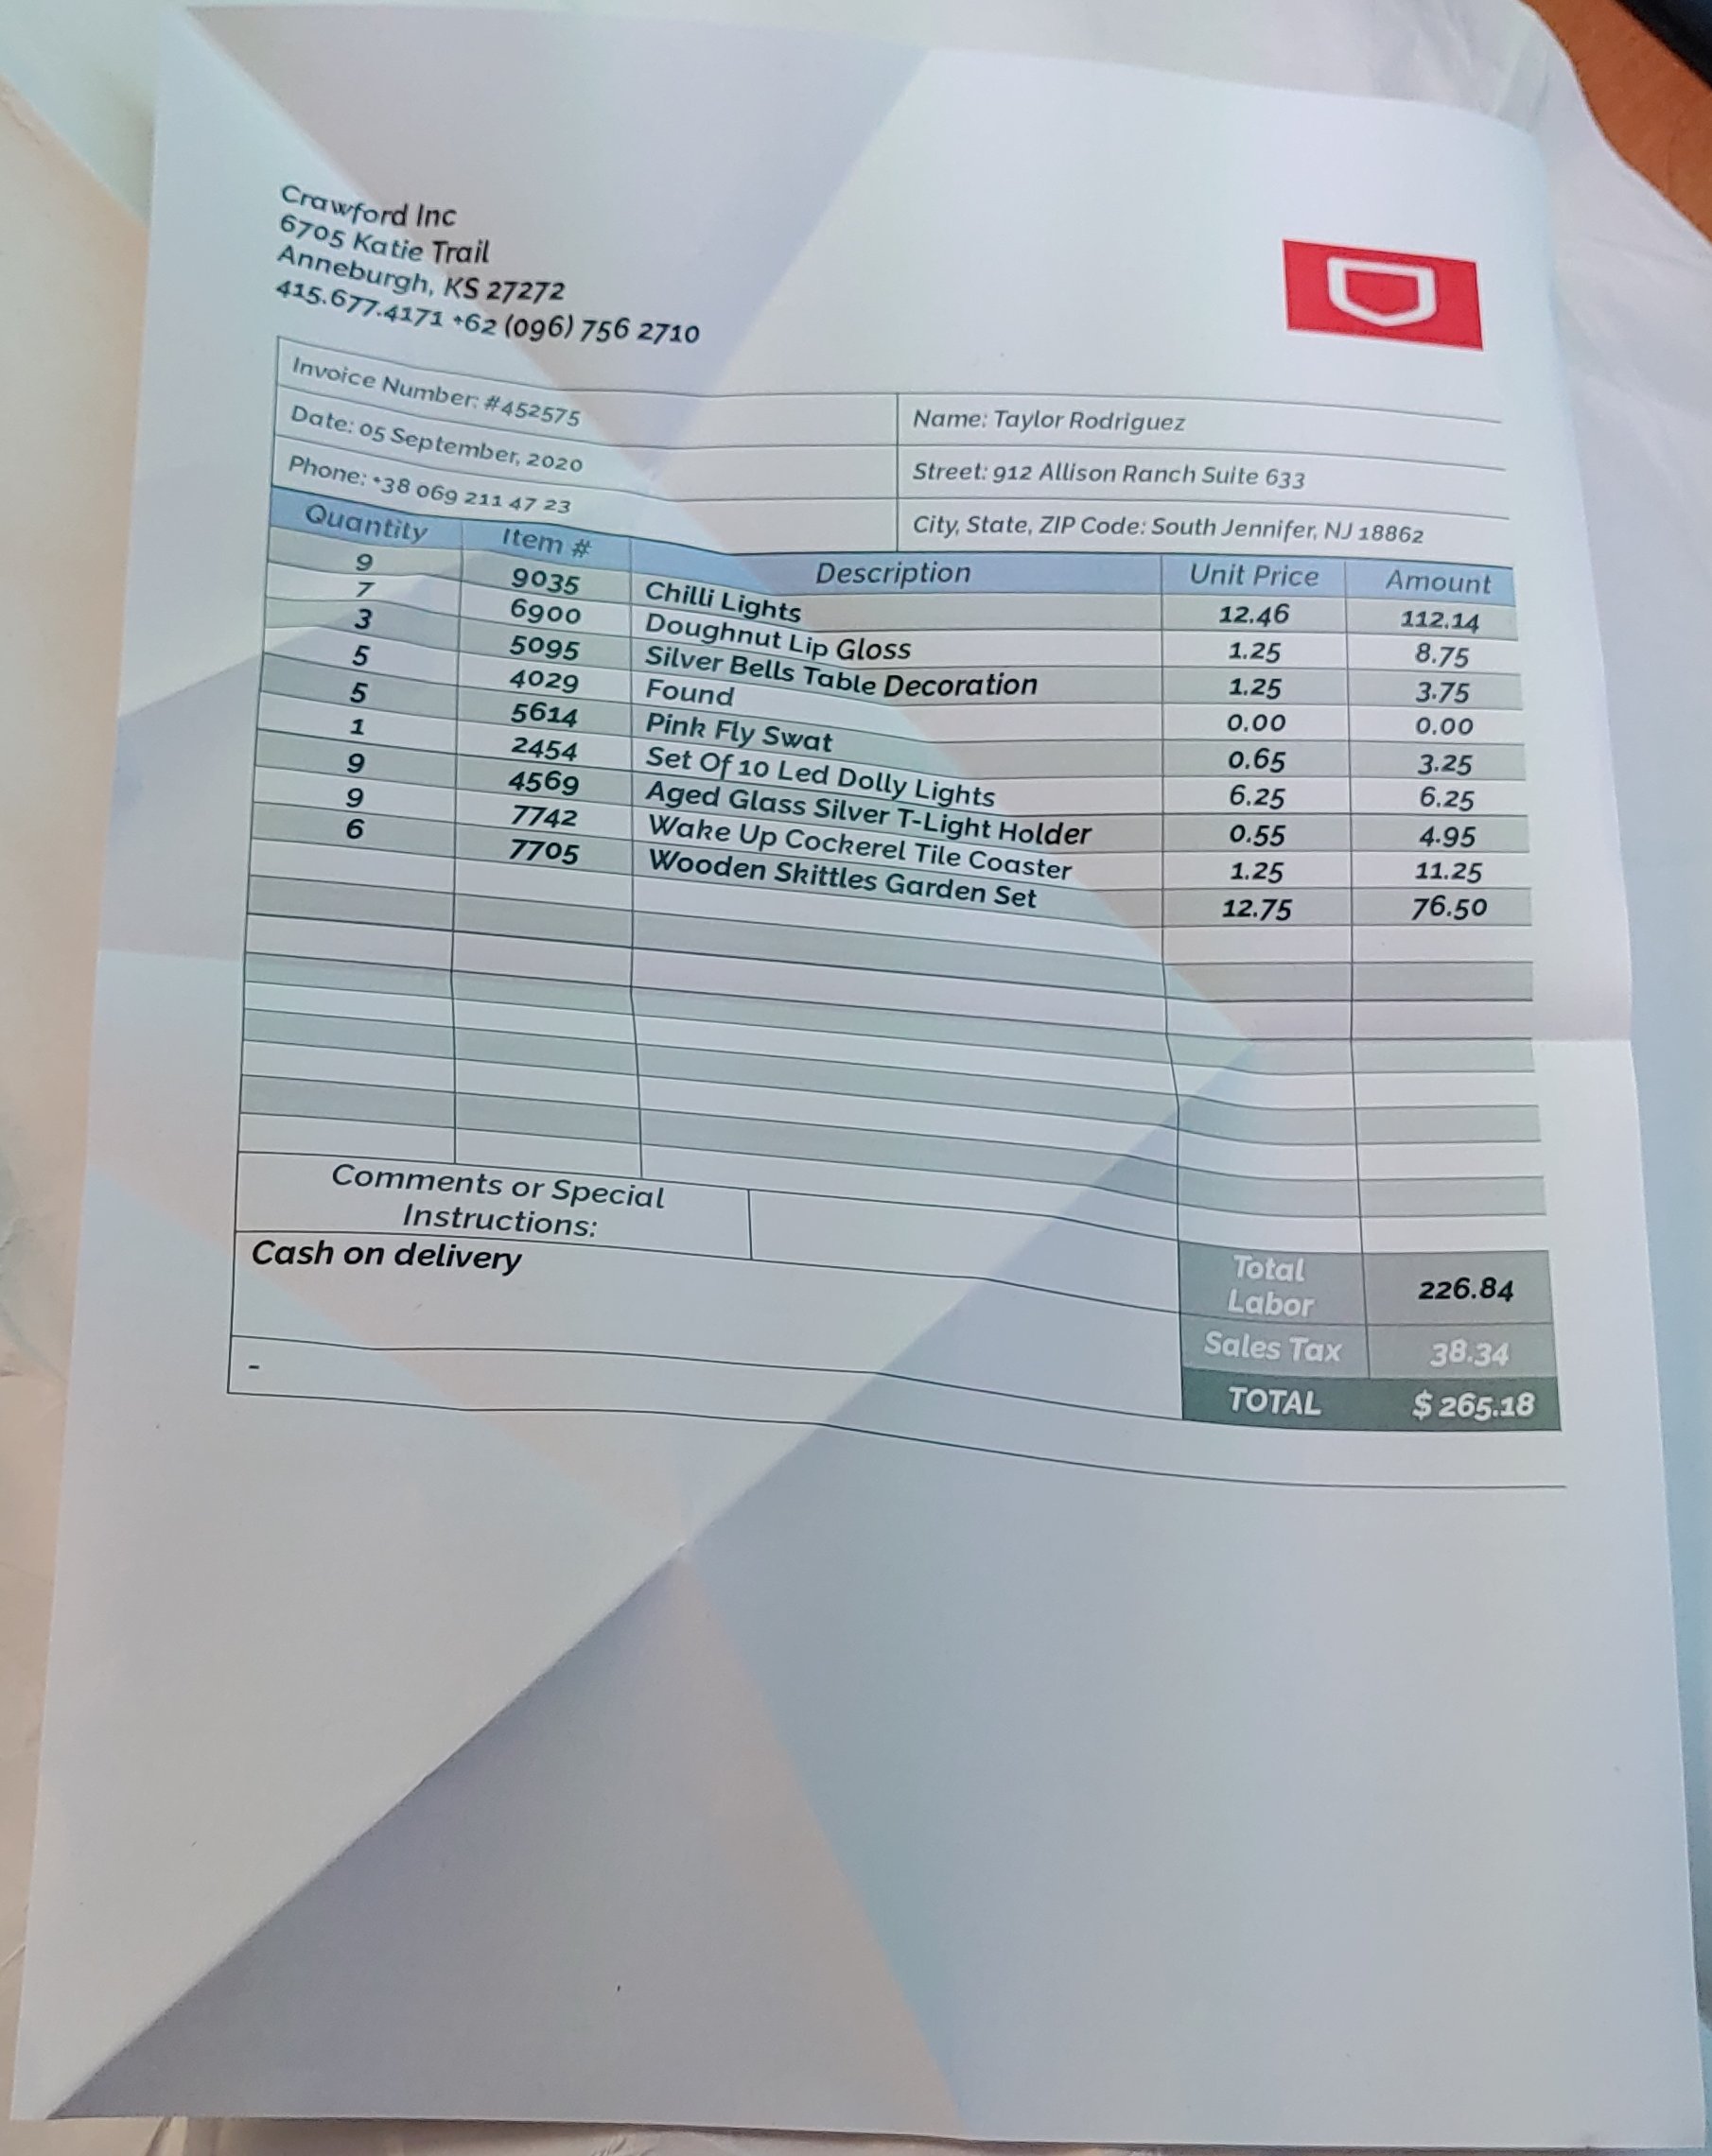 Crawford Inc
6705 Katie Trail
Anneburgh, KS 27272
415.677.4171 +62 (096) 756 2710
Invoice Number: #452575
Date: 05 September, 2020
Phone: +38 069 211 47 23
Name: Taylor Rodriguez
Street: 912 Allison Ranch Suite 633
City, State, ZIP Code: South Jennifer, NJ 18862
Quantity Item # Description Unit Price Amount
9 9035 Chilli Lights 12.46 112.14
7 6900 Doughnut Lip Gloss 1.25 8.75
3 5095 Silver Bells Table Decoration 1.25 3.75
5 4029 Found 0.00 0.00
5 5614 Pink Fly Swat 0.65 3.25
1 2454 Set Of 10 Led Dolly Lights 6.25 6.25
9 4569 Aged Glass Silver T-Light Holder 0.55 4.95
9 7742 Wake Up Cockerel Tile Coaster 1.25 11.25
6 7705 Wooden Skittles Garden Set 12.75 76.50
Comments or Special
Instructions:
Cash on delivery
-
Total
Labor 226.84
Sales Tax 38.34
TOTAL $ 265.18